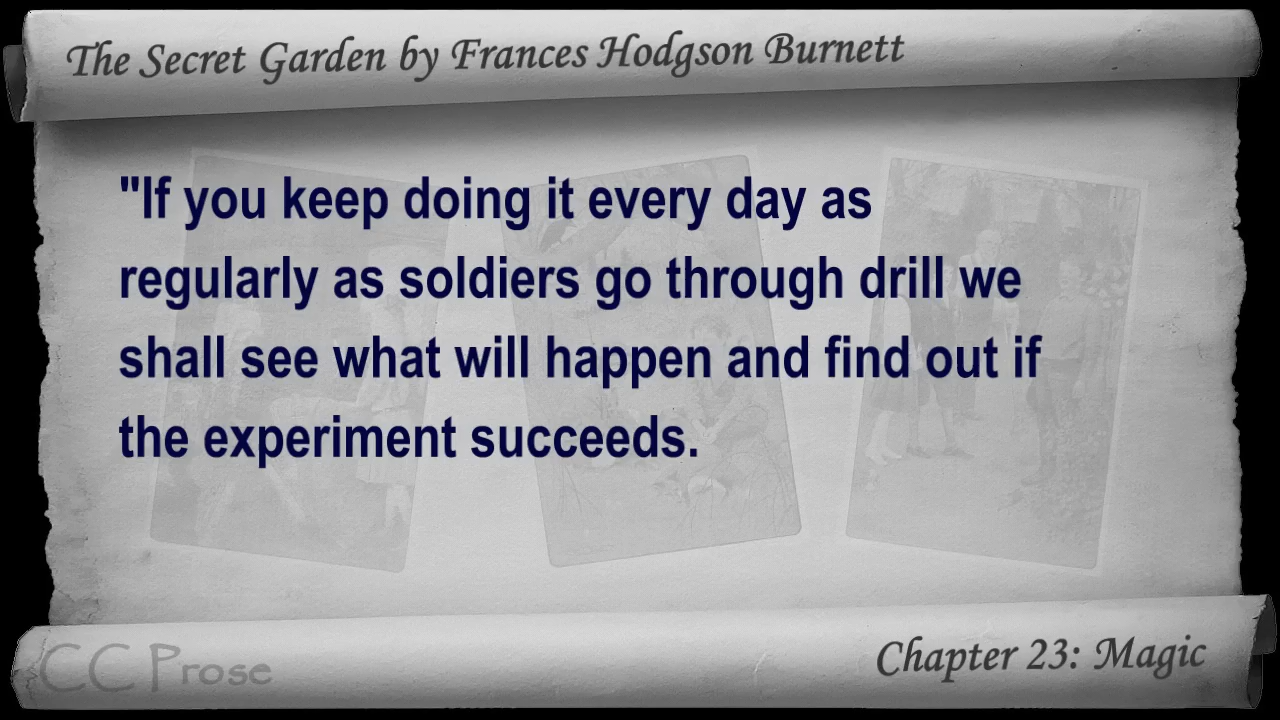 The Secret Garden by Frances Hodgson Burnett
"If you keep doing it every day as
regularly as soldiers go through drill we
shall see what will happen and find out if
the experiment succeeds.
CC Prose
Chapter 23: Magic